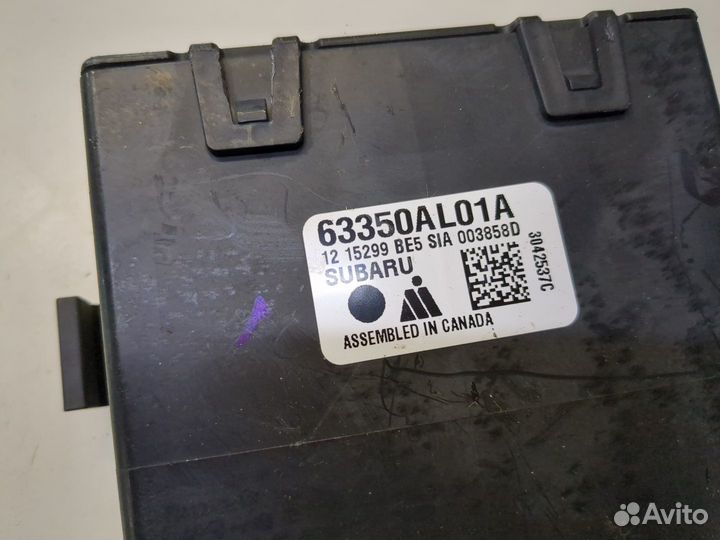 63350AL01A
12 15299 BE5 SIA 003858D
SUBARU
ASSEMBLED IN CANADA
3042537C
Avito